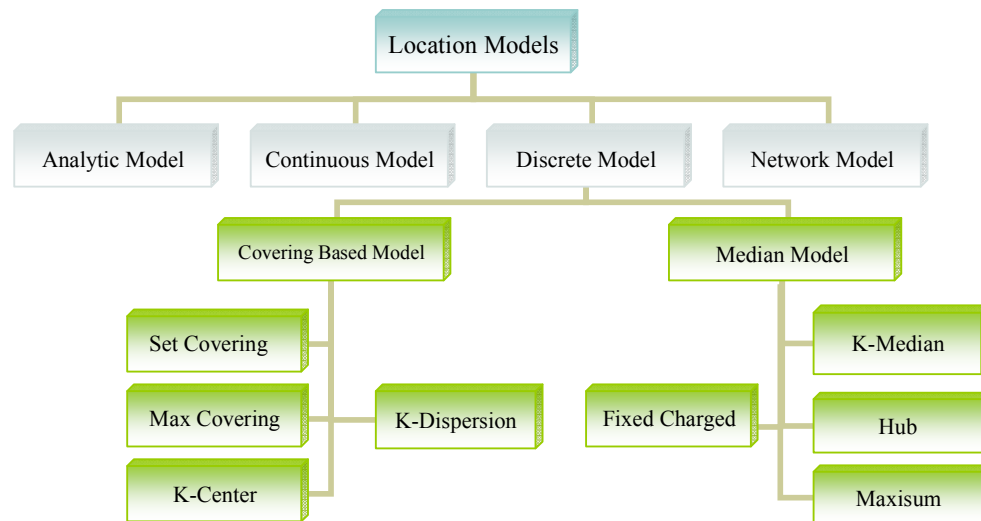 Location Models
Analytic Model
Continuous Model
Discrete Model
Network Model
Covering Based Model
Median Model
Set Covering
K-Median
Max Covering
K-Dispersion
Fixed Charged
Hub
K-Center
Maxisum